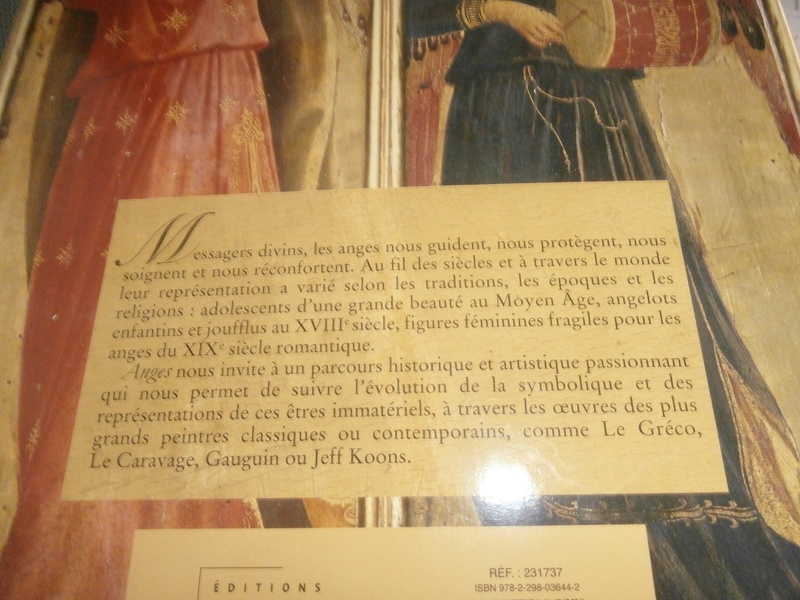 Messagers divins, les anges nous guident, nous protègent, nous
soignent et nous réconfortent. Au fil des siècles et à travers le monde
leur représentation a varié selon les traditions, les époques et les
religions : adolescents d'une grande beauté au Moyen Âge, angelots
enfantins et joufflus au XVIIIe siècle, figures féminines fragiles pour les
anges du XIXe siècle romantique.
Anges nous invite à un parcours historique et artistique passionnant
qui nous permet de suivre l'évolution de la symbolique et des
représentations de ces êtres immatériels, à travers les œuvres des plus
grands peintres classiques ou contemporains, comme Le Gréco,
Le Caravage, Gauguin ou Jeff Koons.
ÉDITIONS
RÉF. : 231737
ISBN 978-2-298-03644-2